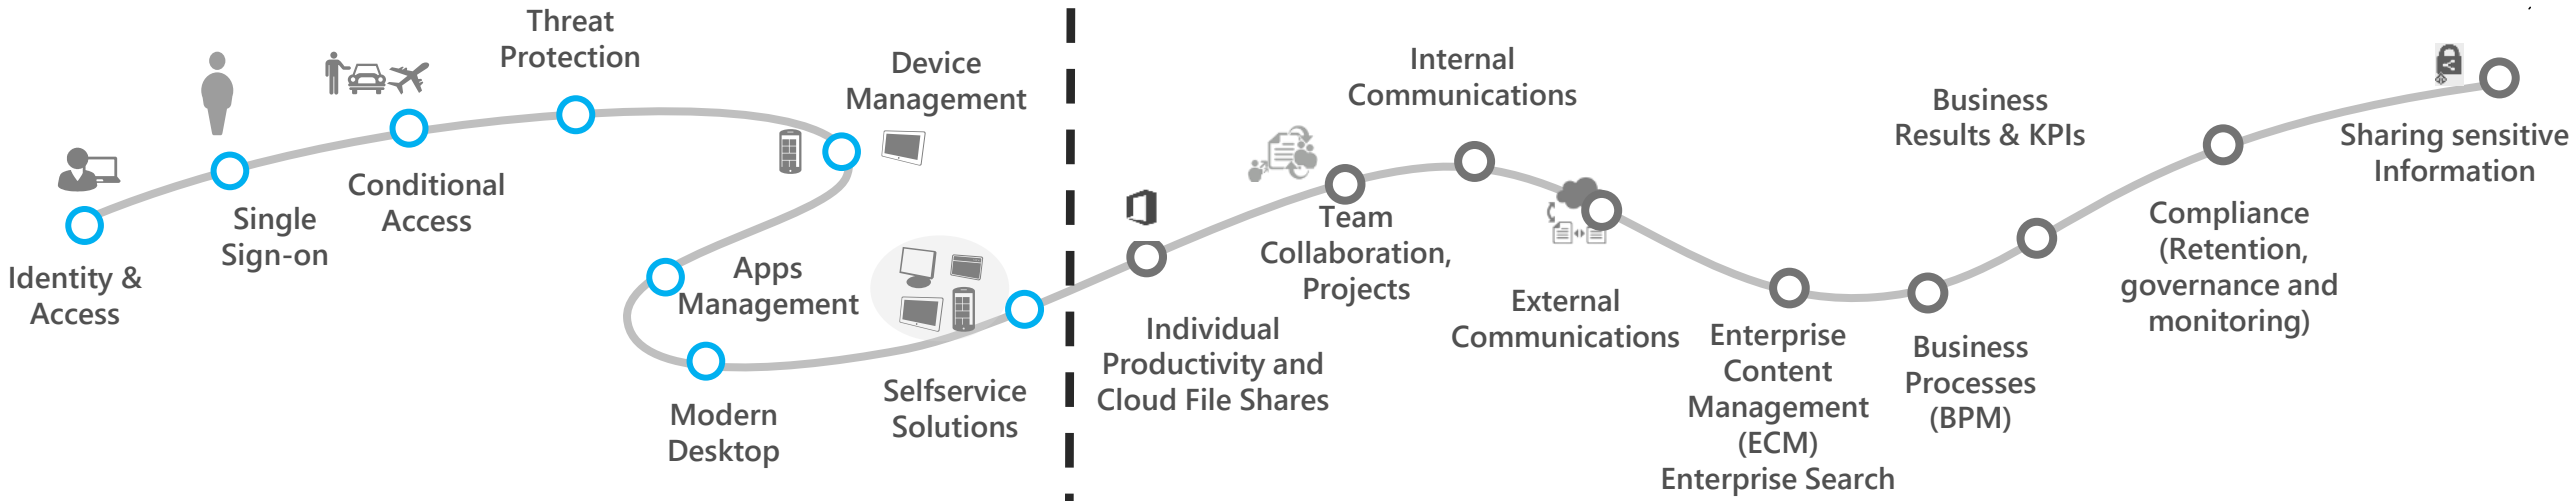 Identity &
Access
Single
Sign-on
Conditional
Access
Threat
Protection
Device
Management
Apps
Management
Modern
Desktop
Selfservice
Solutions
Individual
Productivity and
Cloud File Shares
Team
Collaboration,
Projects
Internal
Communications
External
Communications
Enterprise
Content
Management
(ECM)
Enterprise Search
Business
Processes
(BPM)
Business
Results & KPIs
Compliance
(Retention,
governance and
monitoring)
Sharing sensitive
Information